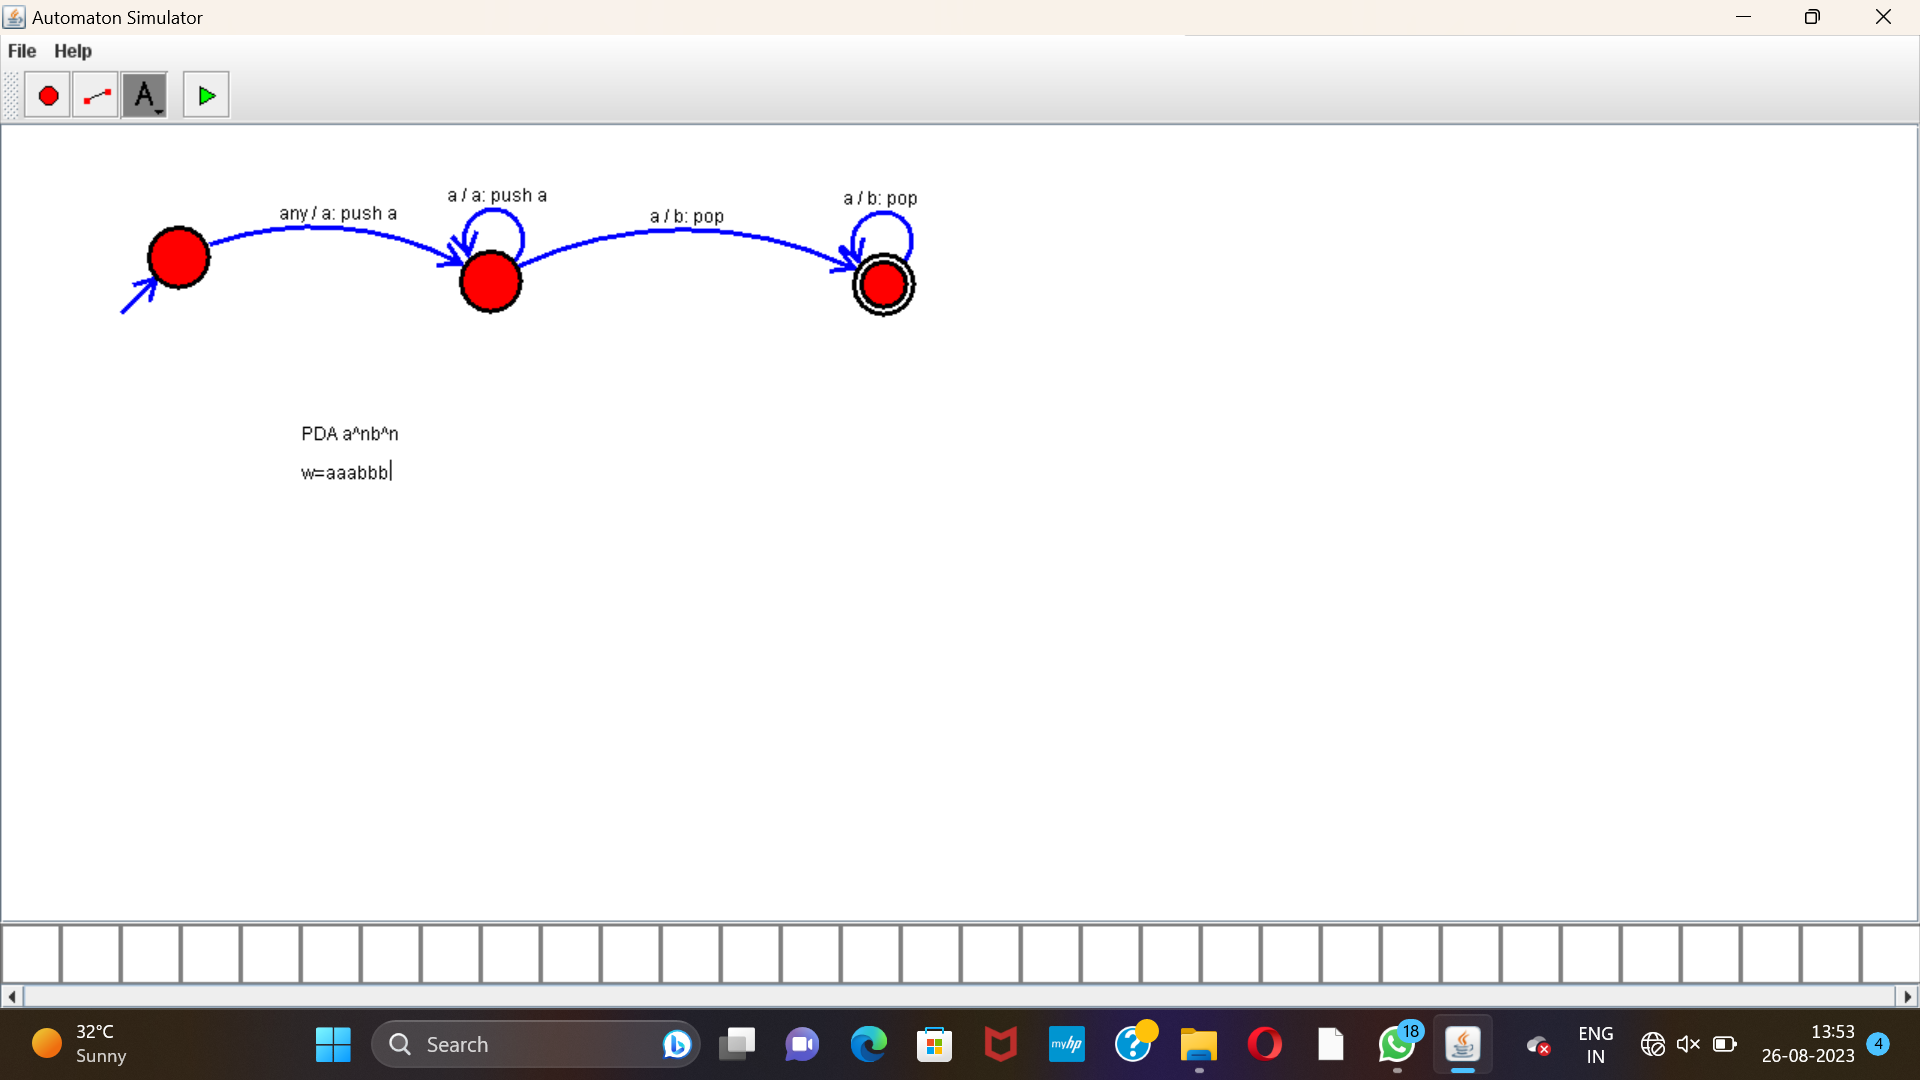 Automaton Simulator
File Help
A
a / a: push a
a / b: pop
any / a: push a
a / b: pop
PDA a^nb^n
w=aaabbb
32°C
Sunny
Search
myhp
18
ENG
IN
13:53
26-08-2023
4